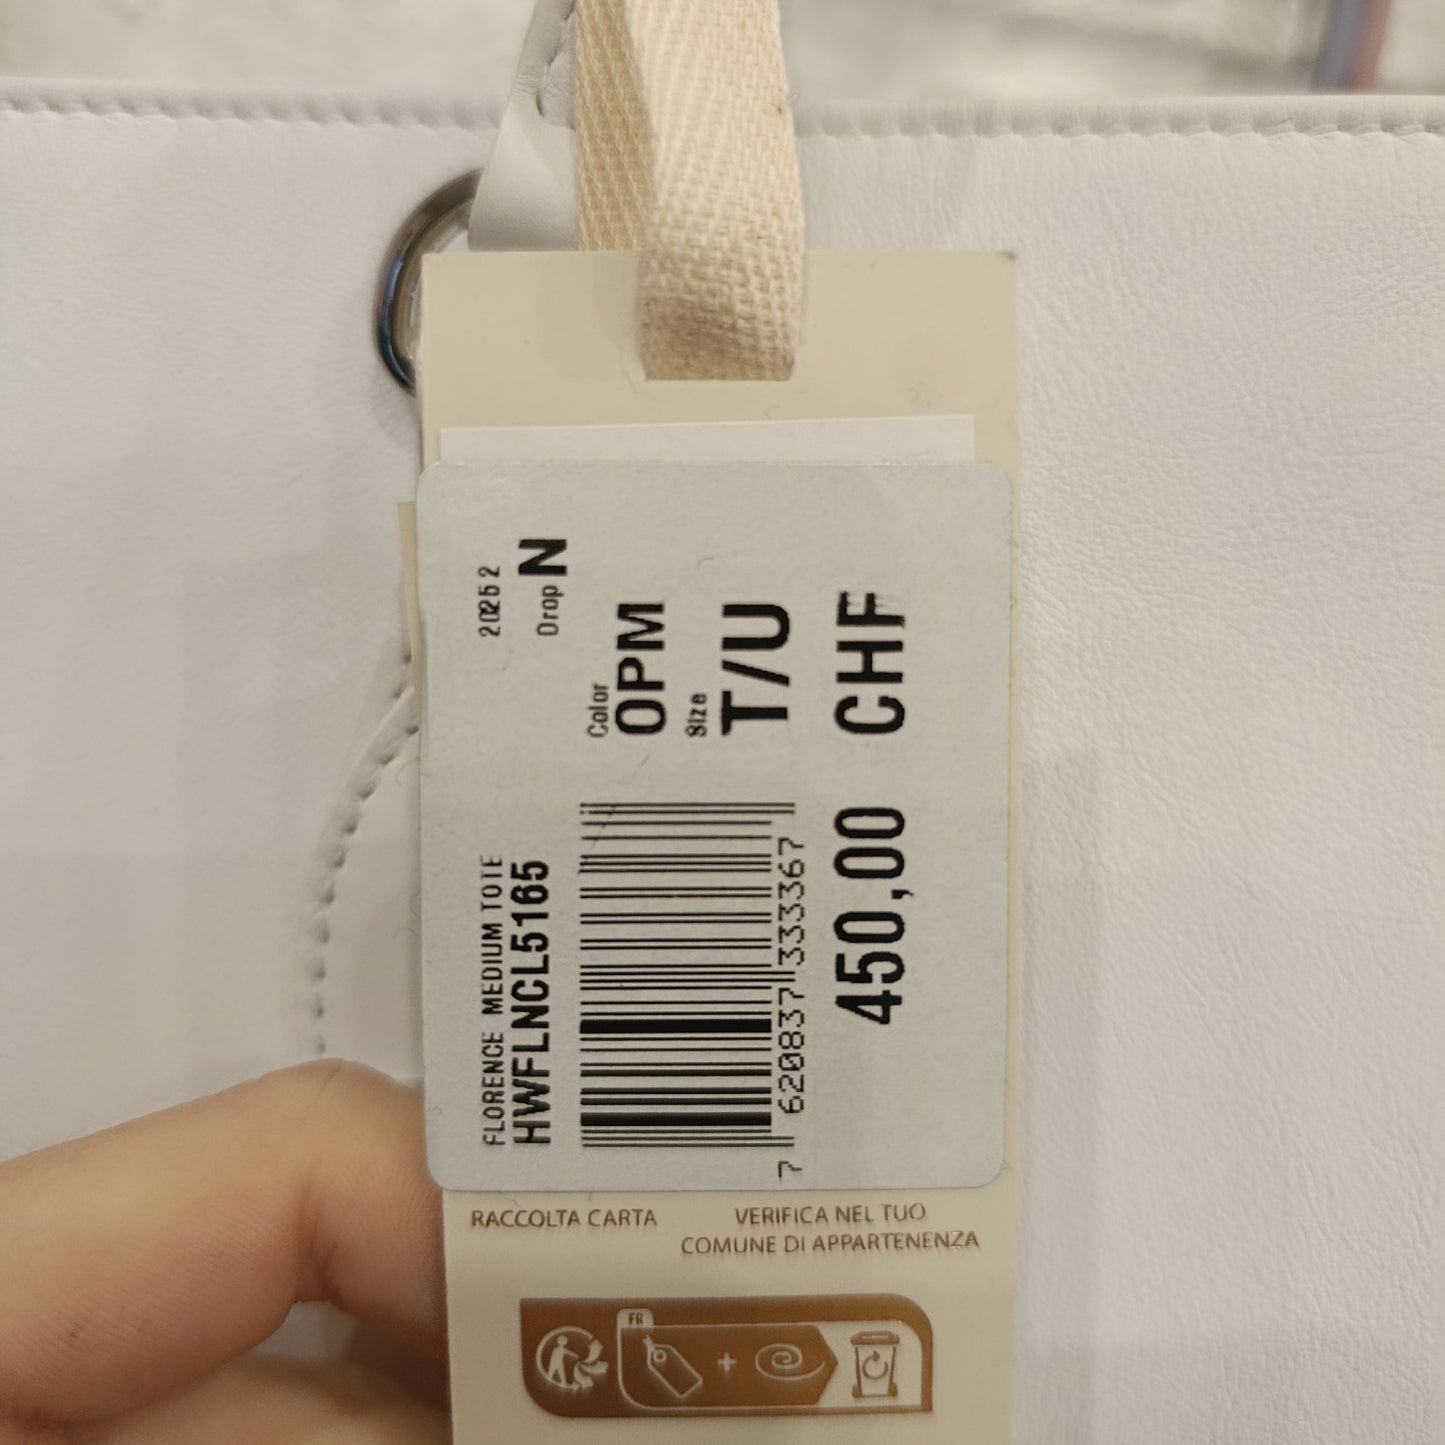 20252
Drop N
FLORENCE MEDIUM TOTE
HWFLNCL5165
Color
OPM
Size
T/U
7 620837 333367
450,00 CHF
RACCOLTA CARTA
VERIFICA NEL TUO
COMUNE DI APPARTENENZA
FR
+